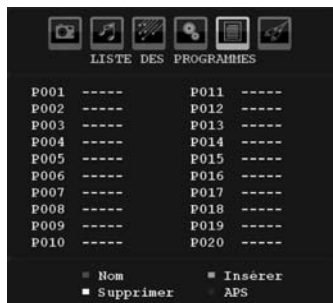 LISTE DES PROGRAMMES
P001 ----- P011 -----
P002 ----- P012 -----
P003 ----- P013 -----
P004 ----- P014 -----
P005 ----- P015 -----
P006 ----- P016 -----
P007 ----- P017 -----
P008 ----- P018 -----
P009 ----- P019 -----
P010 ----- P020 -----
Nom Insérer
Supprimer APS